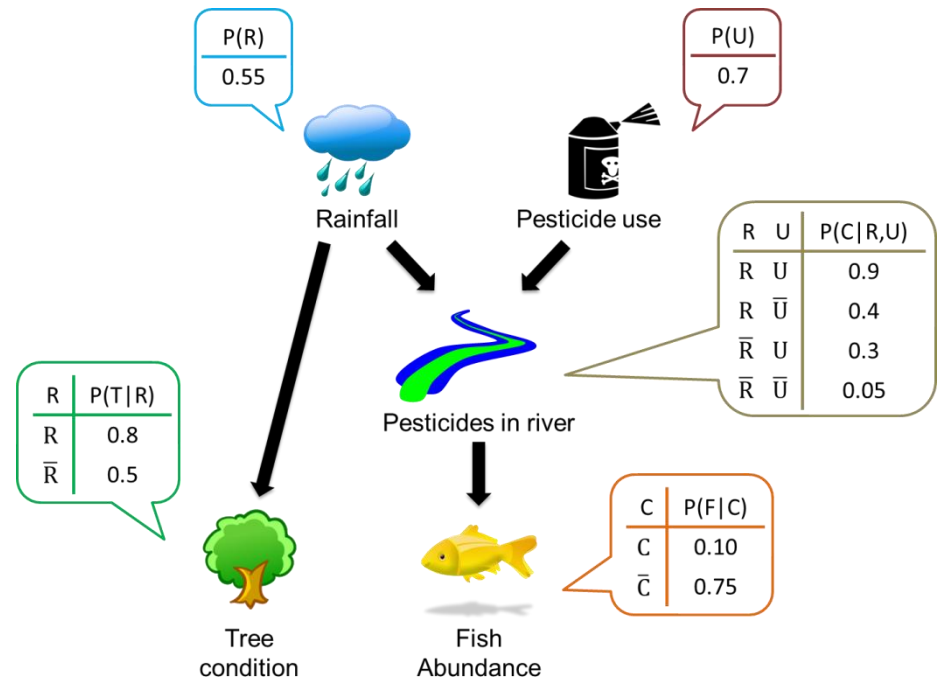 P(R)
0.55
P(U)
0.7
Rainfall
Pesticide use
R U P(C|R,U)
R U 0.9
R U̅ 0.4
R̅ U 0.3
R̅ U̅ 0.05
Pesticides in river
R P(T|R)
R 0.8
R̅ 0.5
C P(F|C)
C 0.10
C̅ 0.75
Tree
condition
Fish
Abundance